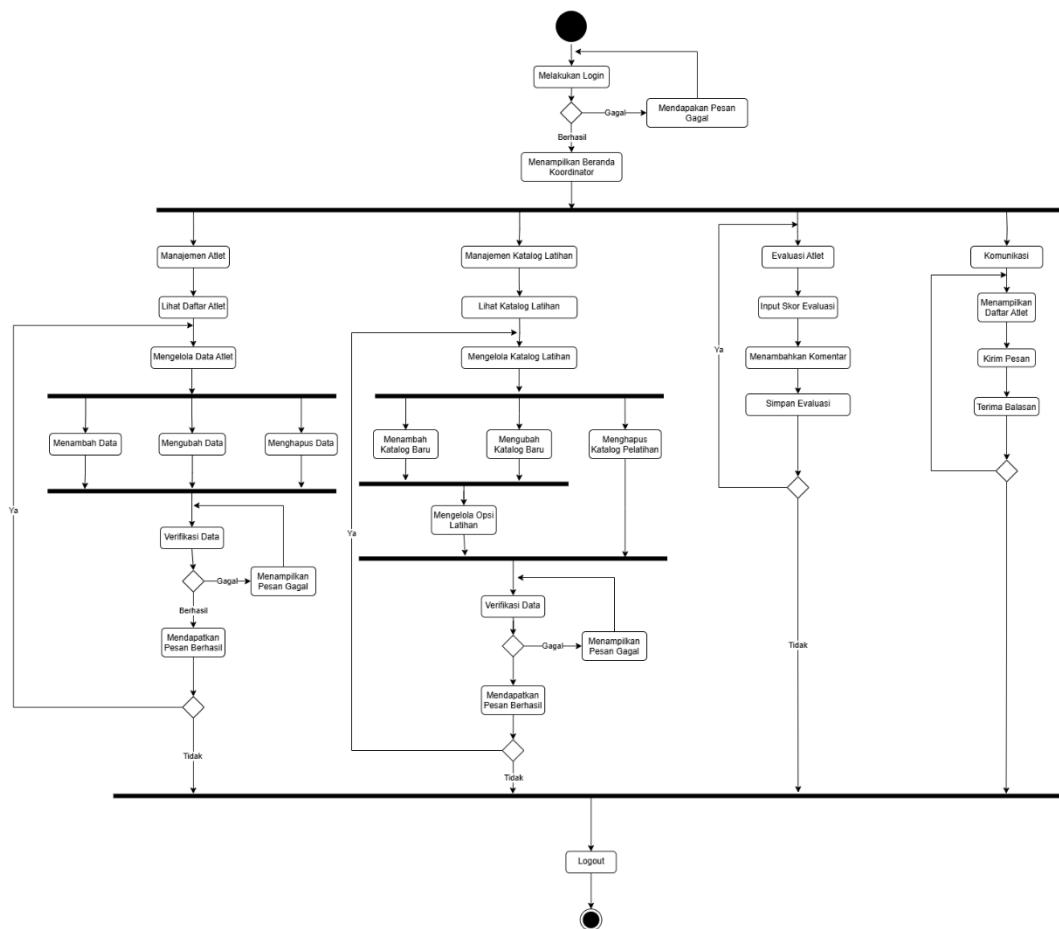 Melakukan Login
Gagal
Mendapakan Pesan
Gagal
Berhasil
Menampilkan Beranda
Koordinator
Manajemen Atlet
Lihat Daftar Atlet
Mengelola Data Atlet
Menambah Data
Mengubah Data
Menghapus Data
Ya
Verifikasi Data
Gagal
Menampilkan
Pesan Gagal
Berhasil
Mendapatkan
Pesan Berhasil
Tidak
Manajemen Katalog Latihan
Lihat Katalog Latihan
Mengelola Katalog Latihan
Menambah
Katalog Baru
Mengubah
Katalog Baru
Menghapus
Katalog Pelatihan
Mengelola Opsi
Latihan
Ya
Verifikasi Data
Gagal
Menampilkan
Pesan Gagal
Mendapatkan
Pesan Berhasil
Tidak
Evaluasi Atlet
Input Skor Evaluasi
Ya
Menambahkan Komentar
Simpan Evaluasi
Tidak
Komunikasi
Menampilkan
Daftar Atlet
Kirim Pesan
Terima Balasan
Logout